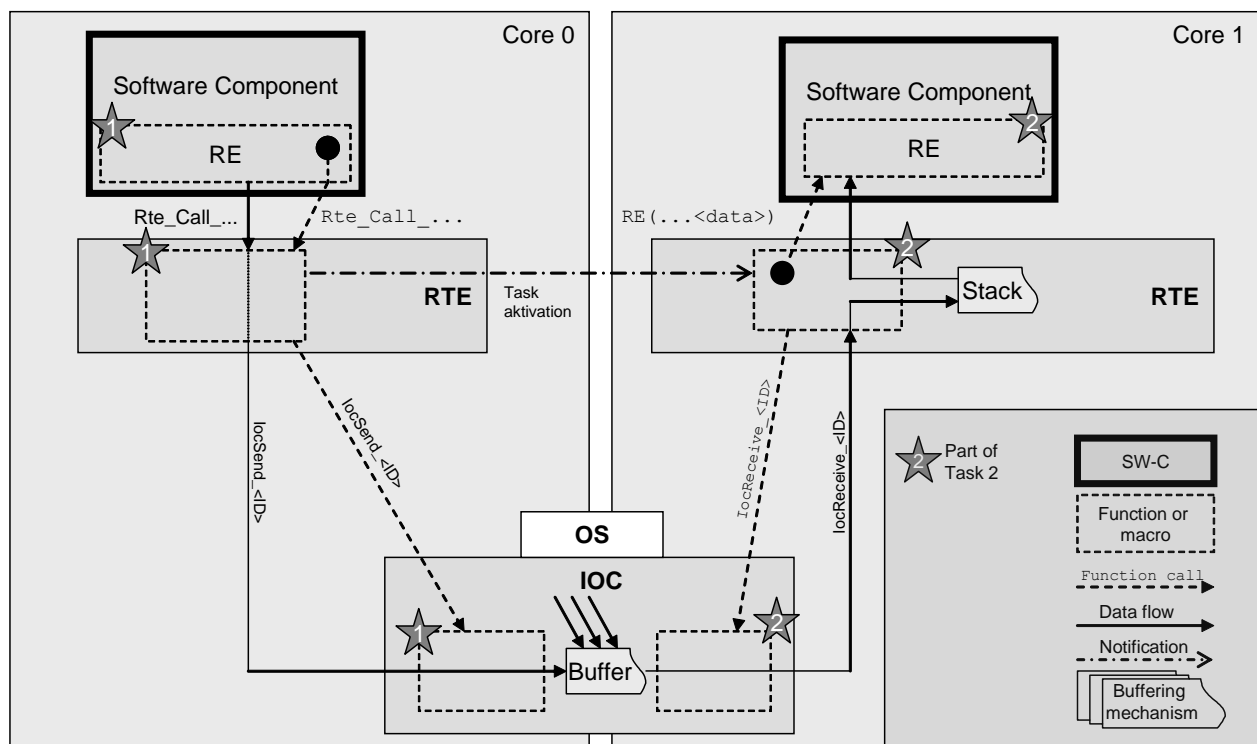 Core 0
Core 1
Software Component
1
RE
Software Component
2
RE
Rte_Call_...
Rte_Call_...
RE(...<data>)
1
RTE
Task
aktivation
2
Stack
RTE
IocSend_<ID>
IocSend_<ID>
IocReceive_<ID>
IocReceive_<ID>
OS
IOC
1
Buffer
2
2
Part of
Task 2
SW-C
Function or
macro
Function call
Data flow
Notification
Buffering
mechanism